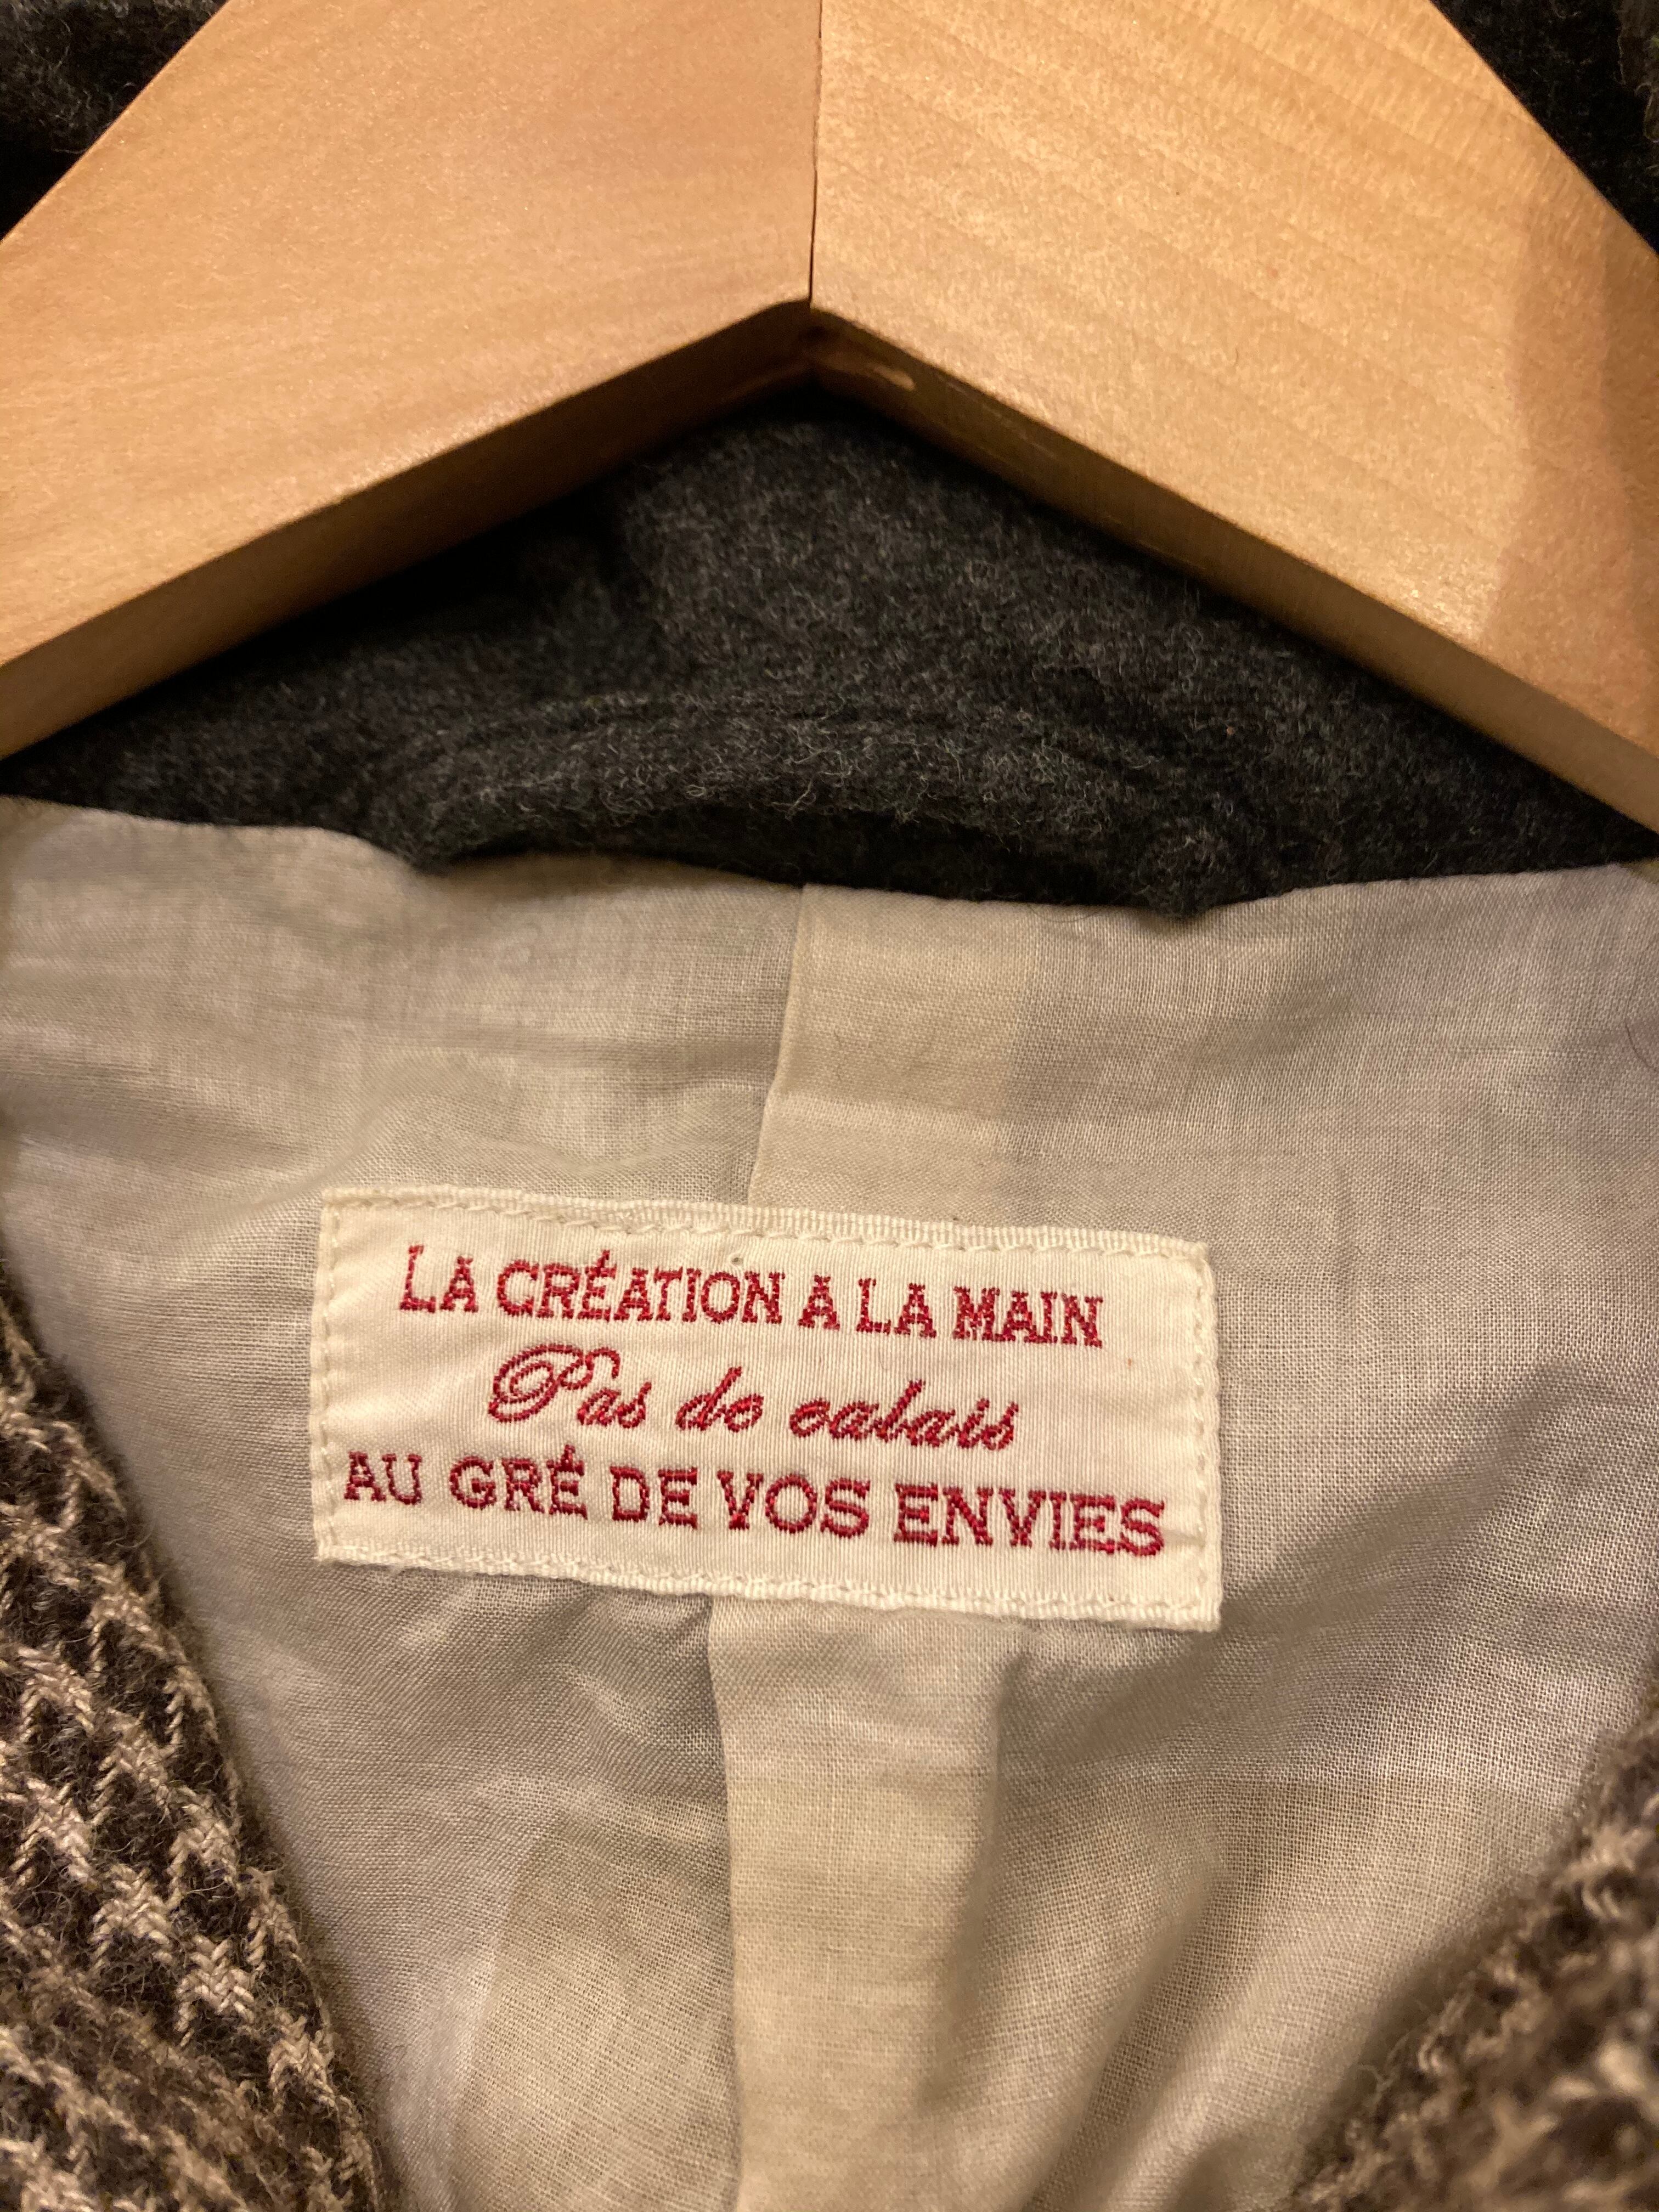 LA CRÉATION A LA MAIN
Pas de calais
AU GRÉ DE VOS ENVIES